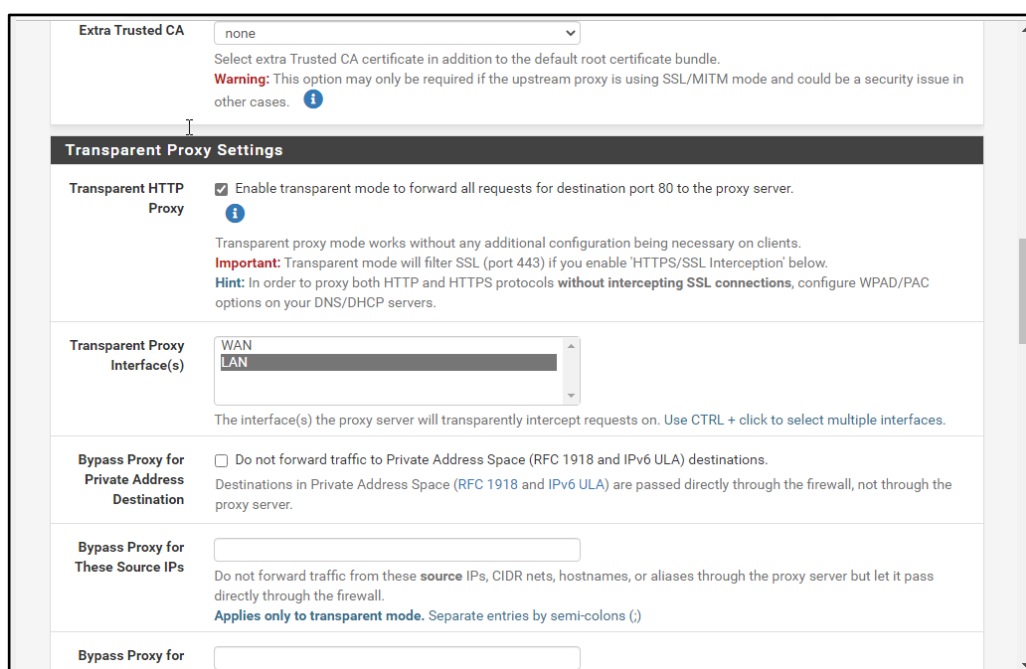 Extra Trusted CA
none
Select extra Trusted CA certificate in addition to the default root certificate bundle.
Warning: This option may only be required if the upstream proxy is using SSL/MITM mode and could be a security issue in
other cases.
Transparent Proxy Settings
Transparent HTTP
Proxy
Enable transparent mode to forward all requests for destination port 80 to the proxy server.
Transparent proxy mode works without any additional configuration being necessary on clients.
Important: Transparent mode will filter SSL (port 443) if you enable 'HTTPS/SSL Interception' below.
Hint: In order to proxy both HTTP and HTTPS protocols without intercepting SSL connections, configure WPAD/PAC
options on your DNS/DHCP servers.
Transparent Proxy
Interface(s)
WAN
LAN
The interface(s) the proxy server will transparently intercept requests on. Use CTRL + click to select multiple interfaces.
Bypass Proxy for
Private Address
Destination
Do not forward traffic to Private Address Space (RFC 1918 and IPv6 ULA) destinations.
Destinations in Private Address Space (RFC 1918 and IPv6 ULA) are passed directly through the firewall, not through the
proxy server.
Bypass Proxy for
These Source IPs
Do not forward traffic from these source IPs, CIDR nets, hostnames, or aliases through the proxy server but let it pass
directly through the firewall.
Applies only to transparent mode. Separate entries by semi-colons (;)
Bypass Proxy for